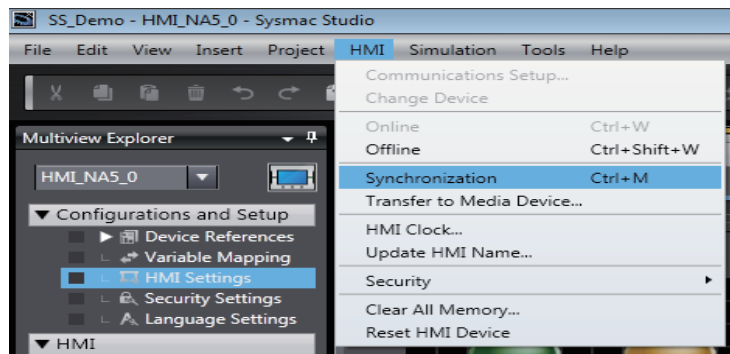 SS_Demo - HMI_NA5_0 - Sysmac Studio
File Edit View Insert Project HMI Simulation Tools Help
Communications Setup...
Change Device
Online Ctrl+W
Offline Ctrl+Shift+W
Synchronization Ctrl+M
Transfer to Media Device...
HMI Clock...
Update HMI Name...
Security
Clear All Memory...
Reset HMI Device
Multiview Explorer
HMI_NA5_0
Configurations and Setup
Device References
Variable Mapping
HMI Settings
Security Settings
Language Settings
HMI